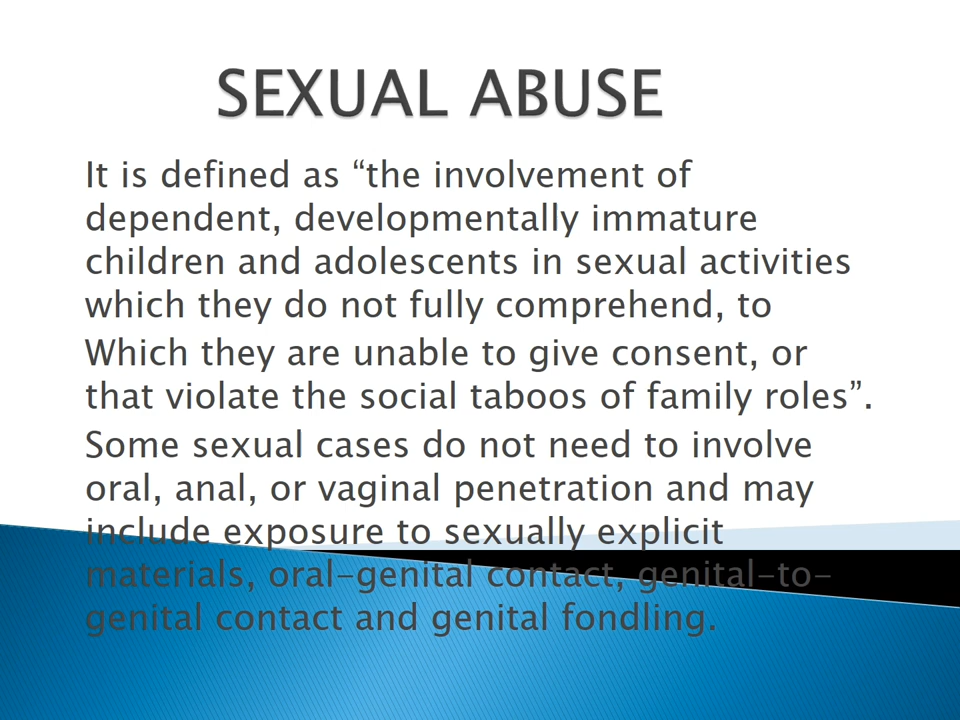 SEXUAL ABUSE
It is defined as “the involvement of
dependent, developmentally immature
children and adolescents in sexual activities
which they do not fully comprehend, to
Which they are unable to give consent, or
that violate the social taboos of family roles”.
Some sexual cases do not need to involve
oral, anal, or vaginal penetration and may
include exposure to sexually explicit
materials, oral-genital contact, genital-to-
genital contact and genital fondling.